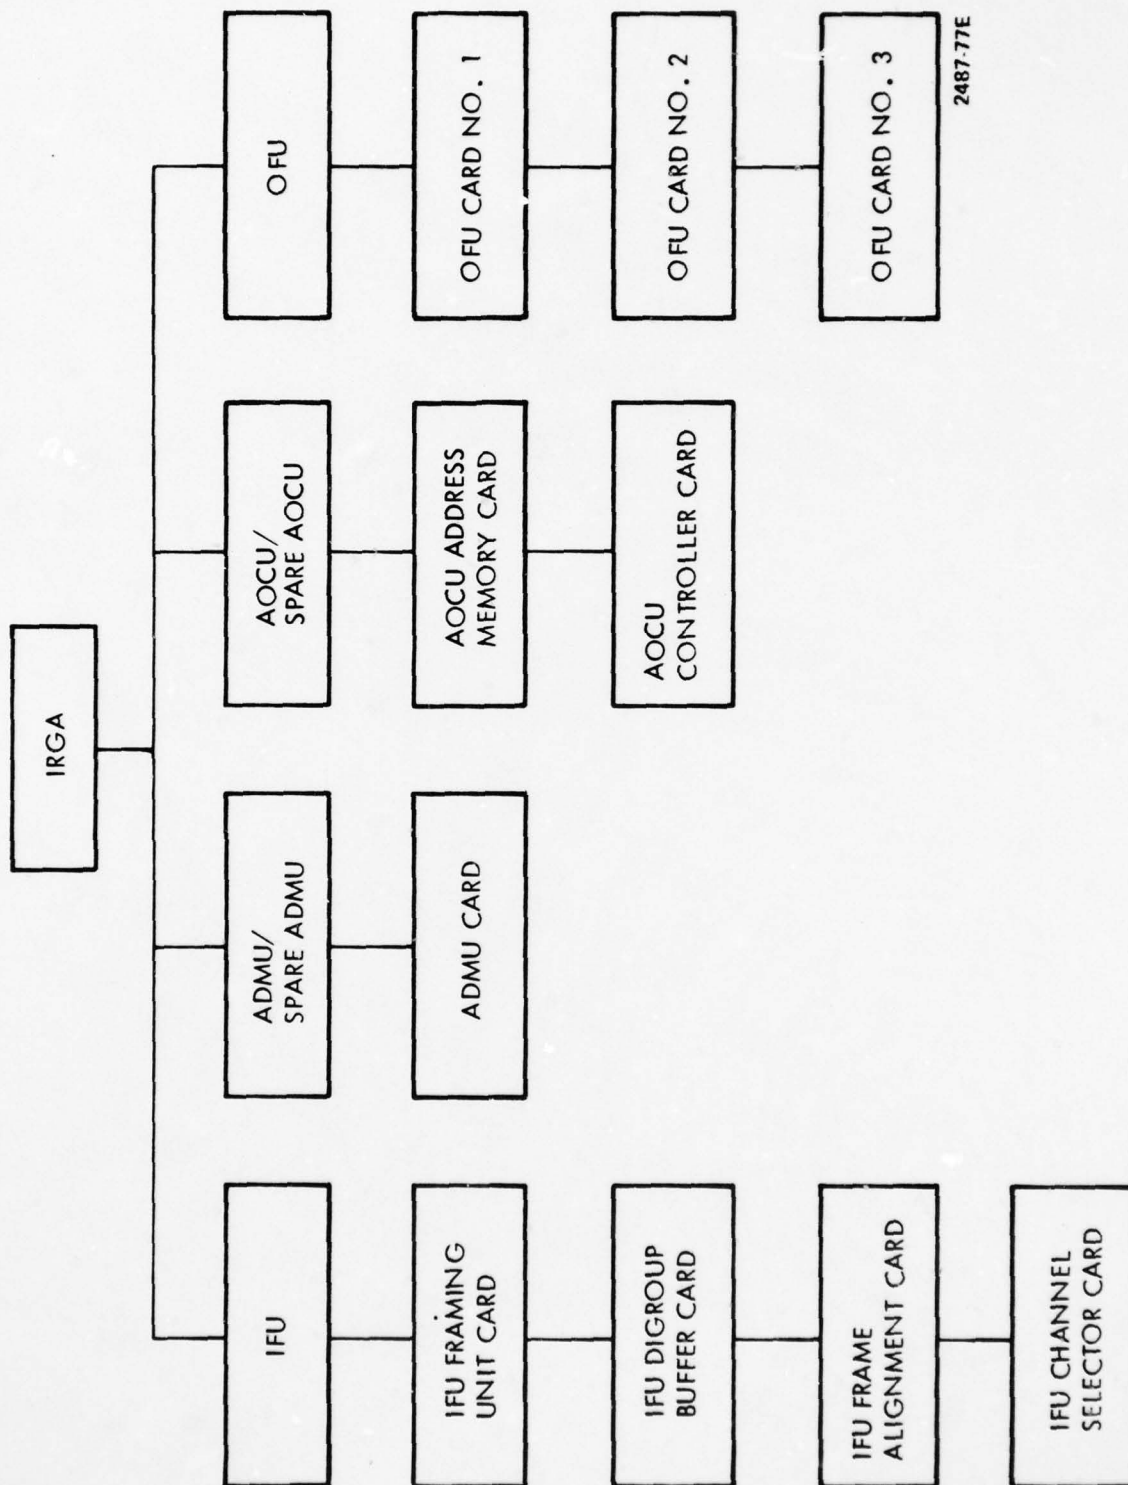 IRGA
IFU
ADMU/
SPARE ADMU
AOCU/
SPARE AOCU
OFU
IFU FRAMING
UNIT CARD
ADMU CARD
AOCU ADDRESS
MEMORY CARD
OFU CARD NO. 1
IFU DIGROUP
BUFFER CARD
AOCU
CONTROLLER CARD
OFU CARD NO. 2
IFU FRAME
ALIGNMENT CARD
OFU CARD NO. 3
IFU CHANNEL
SELECTOR CARD
2487-77E